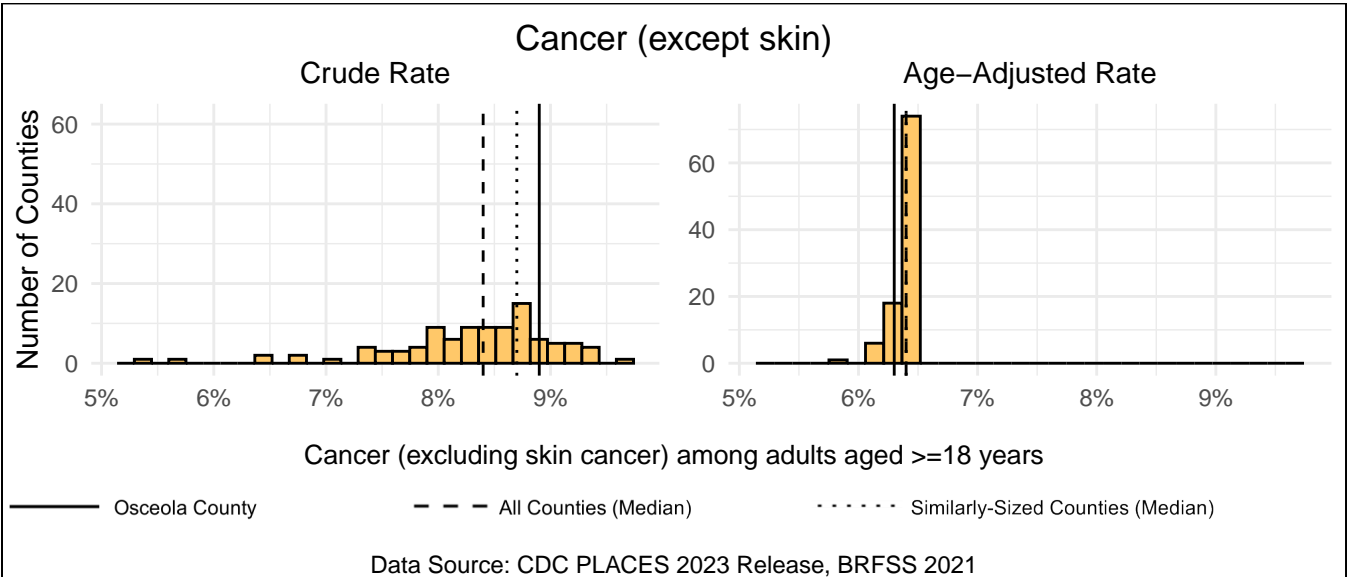 Cancer (except skin)
Crude Rate
Age−Adjusted Rate
Number of Counties
60
40
20
0
5%
6%
7%
8%
9%
60
40
20
0
5%
6%
7%
8%
9%
Cancer (excluding skin cancer) among adults aged >=18 years
Osceola County
All Counties (Median)
Similarly-Sized Counties (Median)
Data Source: CDC PLACES 2023 Release, BRFSS 2021